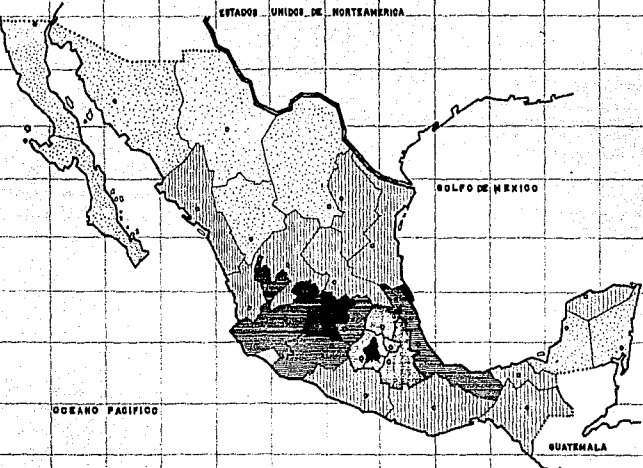 ESTADOS UNIDOS DE NORTEAMERICA
GOLFO DE MEXICO
OCEANO PACIFICO
GUATEMALA